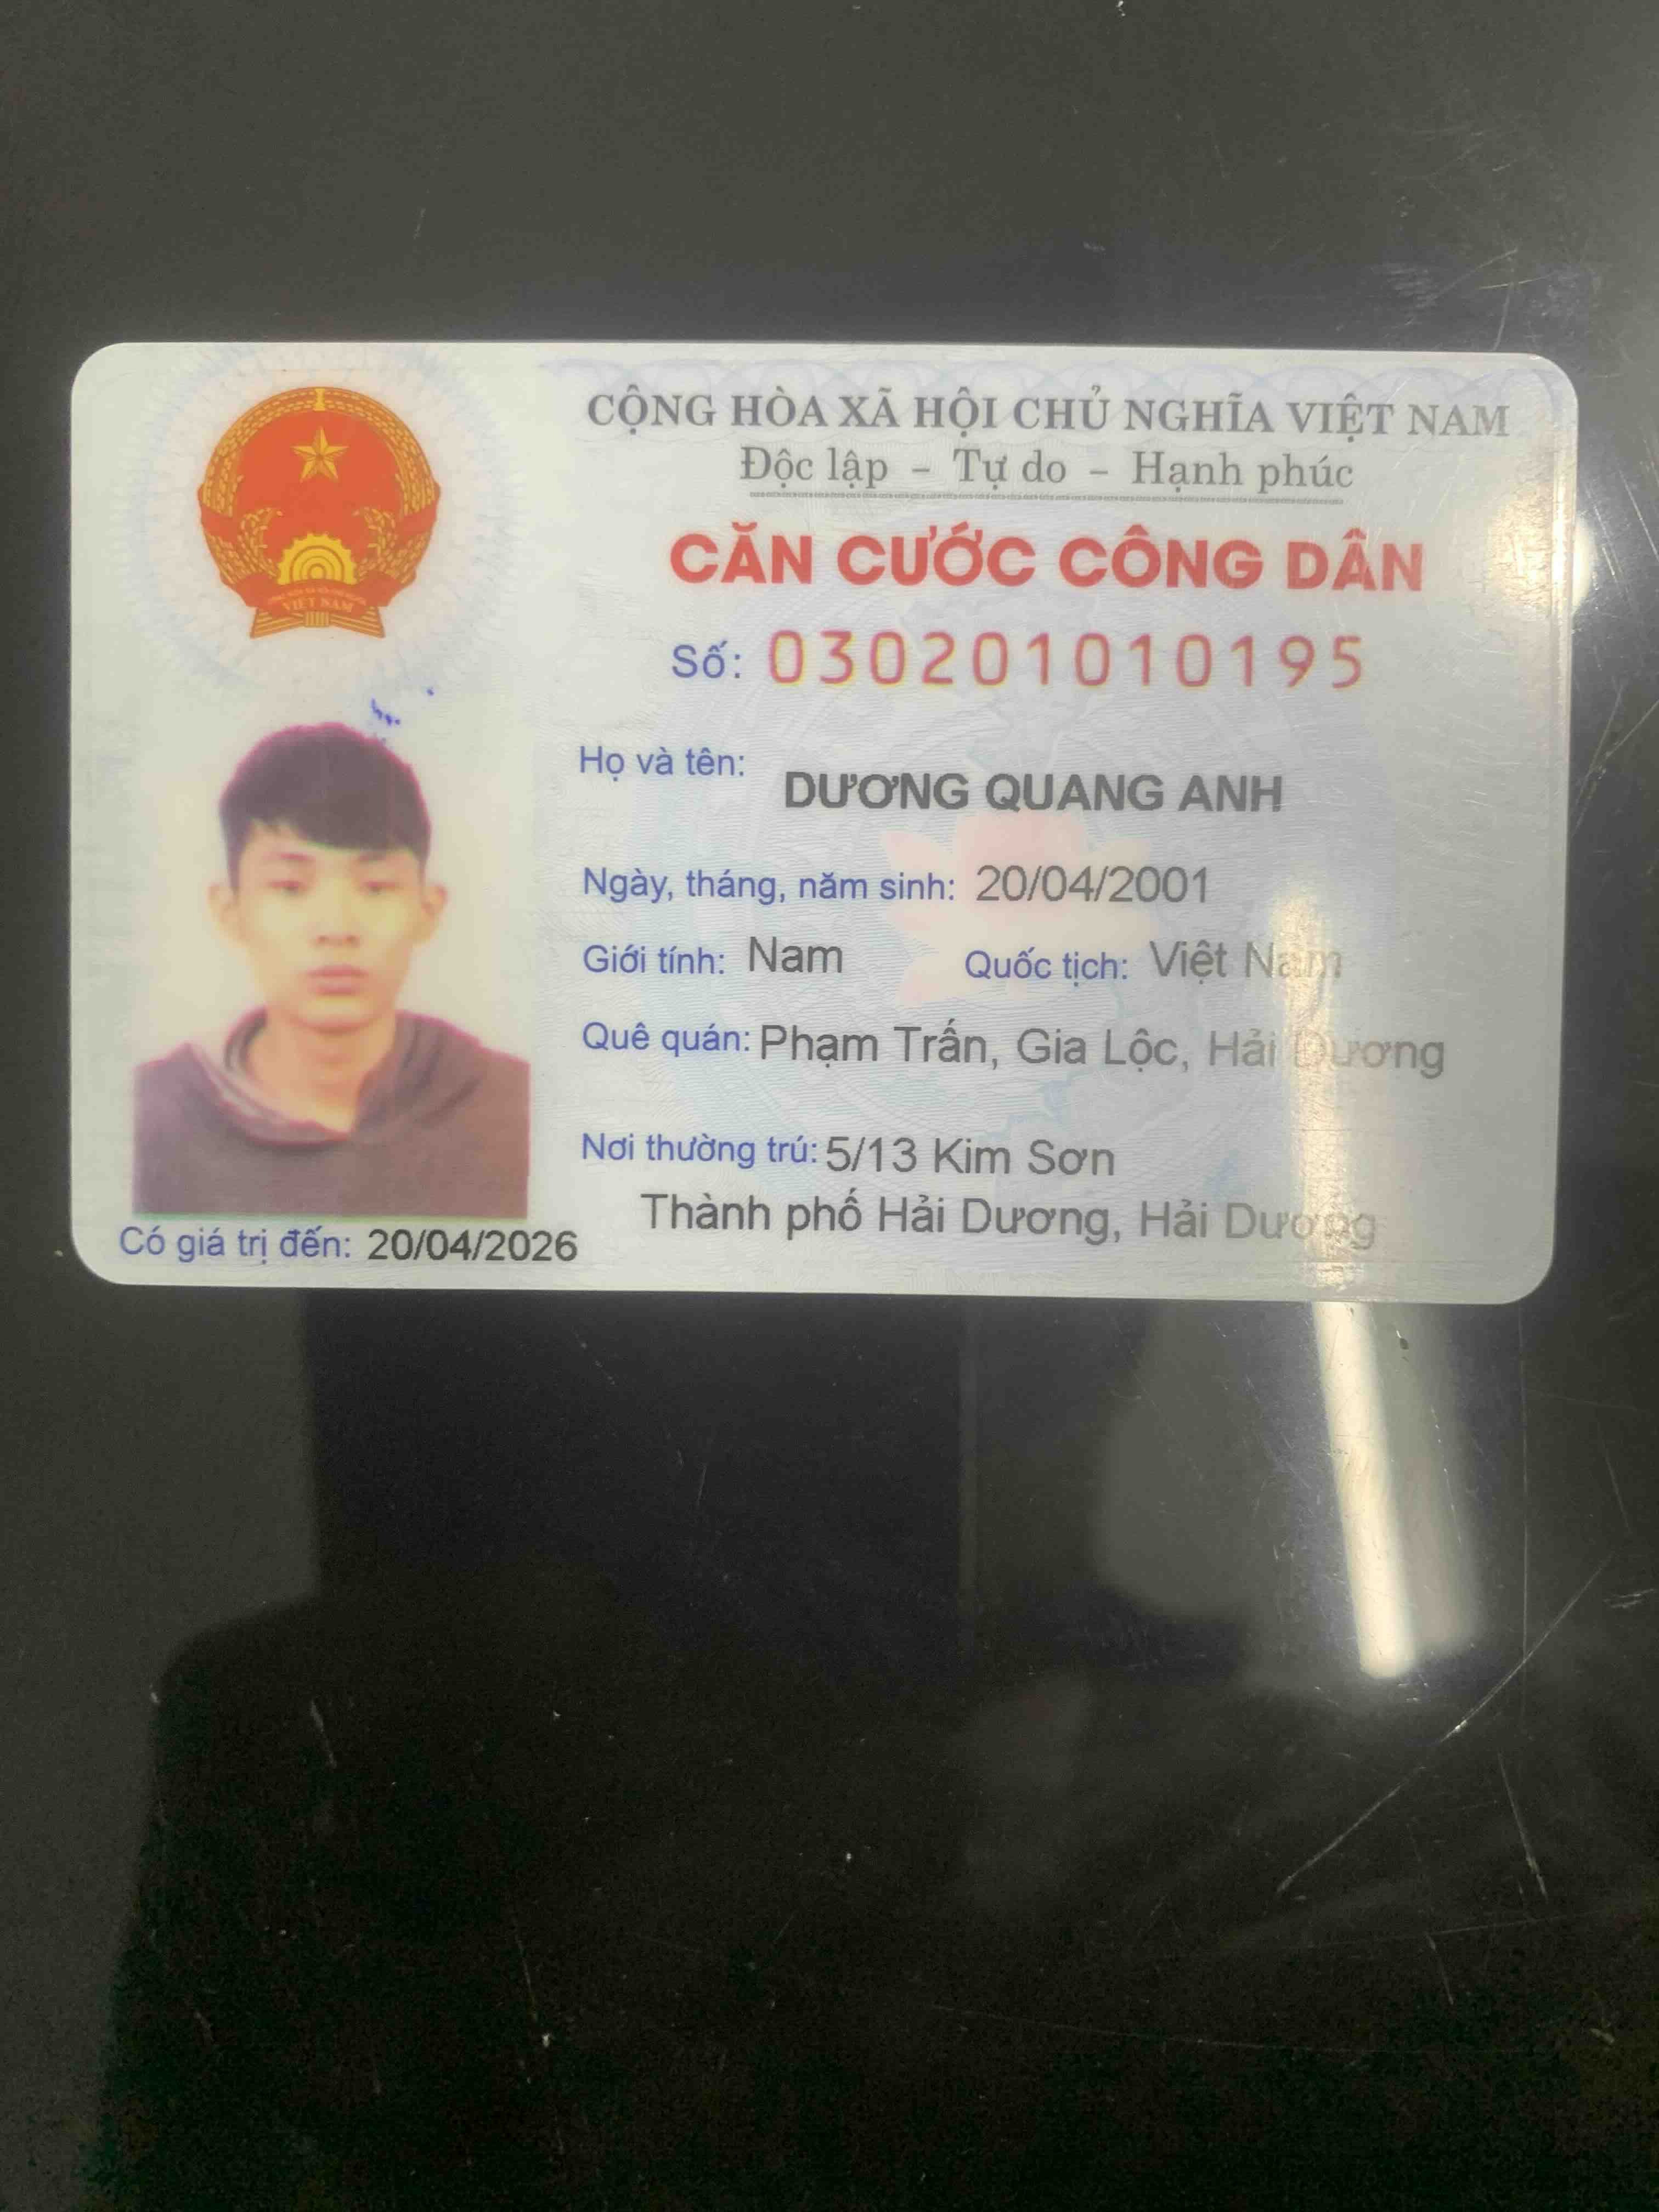 CỘNG HÒA XÃ HỘI CHỦ NGHĨA VIỆT NAM
Độc lập - Tự do - Hạnh phúc
CĂN CƯỚC CÔNG DÂN
Số: 030201010195
Họ và tên: DƯƠNG QUANG ANH
Ngày, tháng, năm sinh: 20/04/2001
Giới tính: Nam Quốc tịch: Việt Nam
Quê quán: Phạm Trấn, Gia Lộc, Hải Dương
Nơi thường trú: 5/13 Kim Sơn
Thành phố Hải Dương, Hải Dương
Có giá trị đến: 20/04/2026
VIỆT NAM